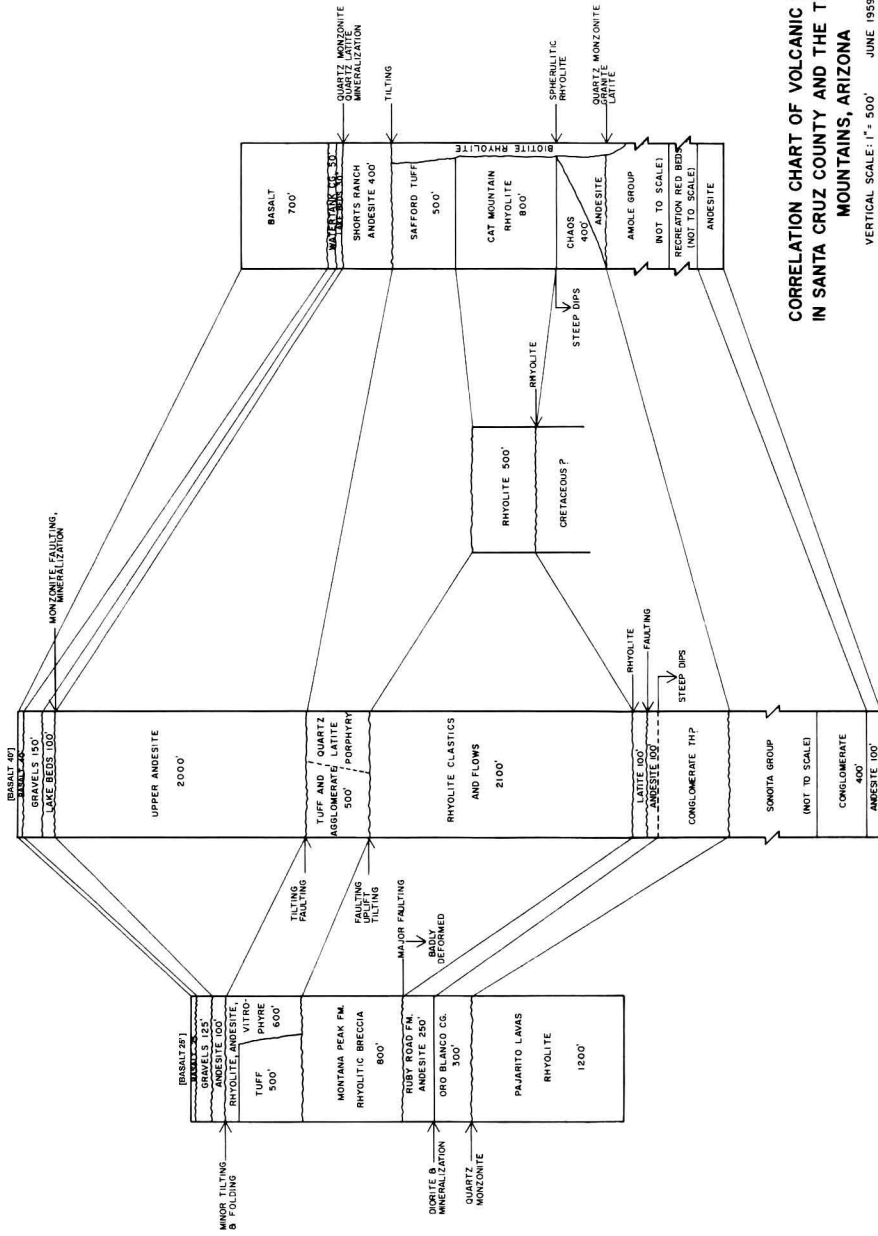 [BASALT 25']
BASALT 25'
GRAVELS 125'
ANDESITE 100'
RHYOLITE, ANDESITE,
VITRO-
PHYRE
600'
TUFF
500'
MONTANA PEAK FM.
RHYOLITIC BRECCIA
800'
RUBY ROAD FM.
ANDESITE 250'
ORO BLANCO CG.
300'
PAJARITO LAVAS
RHYOLITE
1200'
MINOR TILTING
& FOLDING
DIORITE &
MINERALIZATION
QUARTZ
MONZONITE
MAJOR FAULTING
BADLY
DEFORMED
[BASALT 40']
BASALT 40'
GRAVELS 150'
LAKE BEDS 100'
UPPER ANDESITE
2000'
TUFF AND
AGGLOMERATE
500'
QUARTZ
LATITE
PORPHYRY
RHYOLITE CLASTICS
AND FLOWS
2100'
LATITE 100'
ANDESITE 100'
CONGLOMERATE TH?
SONOITA GROUP
(NOT TO SCALE)
CONGLOMERATE
400'
ANDESITE 100'
TILTING
FAULTING
FAULTING
UPLIFT
TILTING
MONZONITE, FAULTING,
MINERALIZATION
RHYOLITE
FAULTING
STEEP DIPS
RHYOLITE 500'
CRETACEOUS?
RHYOLITE
BASALT
700'
WATERTANK CG. 50'
LAKE BEDS
SHORTS RANCH
ANDESITE 400'
SAFFORD TUFF
500'
CAT MOUNTAIN
RHYOLITE
800'
BIOTITE RHYOLITE
CHAOS
400'
ANDESITE
AMOLE GROUP
(NOT TO SCALE)
RECREATION RED BEDS
(NOT TO SCALE)
ANDESITE
STEEP DIPS
QUARTZ MONZONITE
QUARTZ LATITE
MINERALIZATION
TILTING
SPHERULITIC
RHYOLITE
QUARTZ MONZONITE
GRANITE
LATITE
CORRELATION CHART OF VOLCANIC
IN SANTA CRUZ COUNTY AND THE T
MOUNTAINS, ARIZONA
VERTICAL SCALE: 1" = 500' JUNE 1959